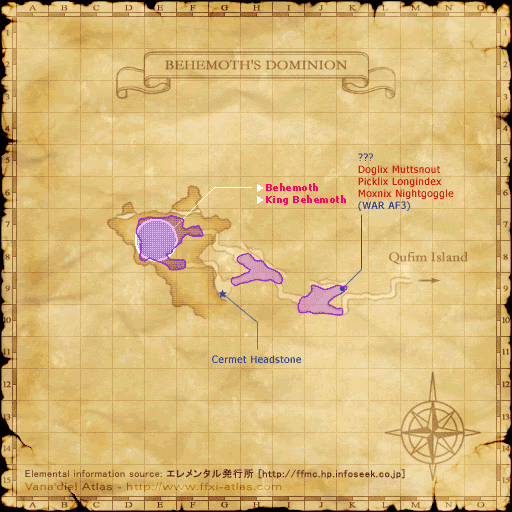 A B C D E F G H I J K L M N O
BEHEMOTH'S DOMINION
1
2
3
4
5
6
7
8
9
10
11
12
13
14
15
???
Doglix Muttsnout
Picklix Longindex
Moxnix Nightgoggle
(WAR AF3)
Behemoth
King Behemoth
Qufim Island
Cermet Headstone
Elemental information source: エレメンタル発行所 [http://ffmc.hp.infoseek.co.jp]
Vana'diel Atlas - http://www.ffxi-atlas.com
A B C D E F G H I J K L M N O